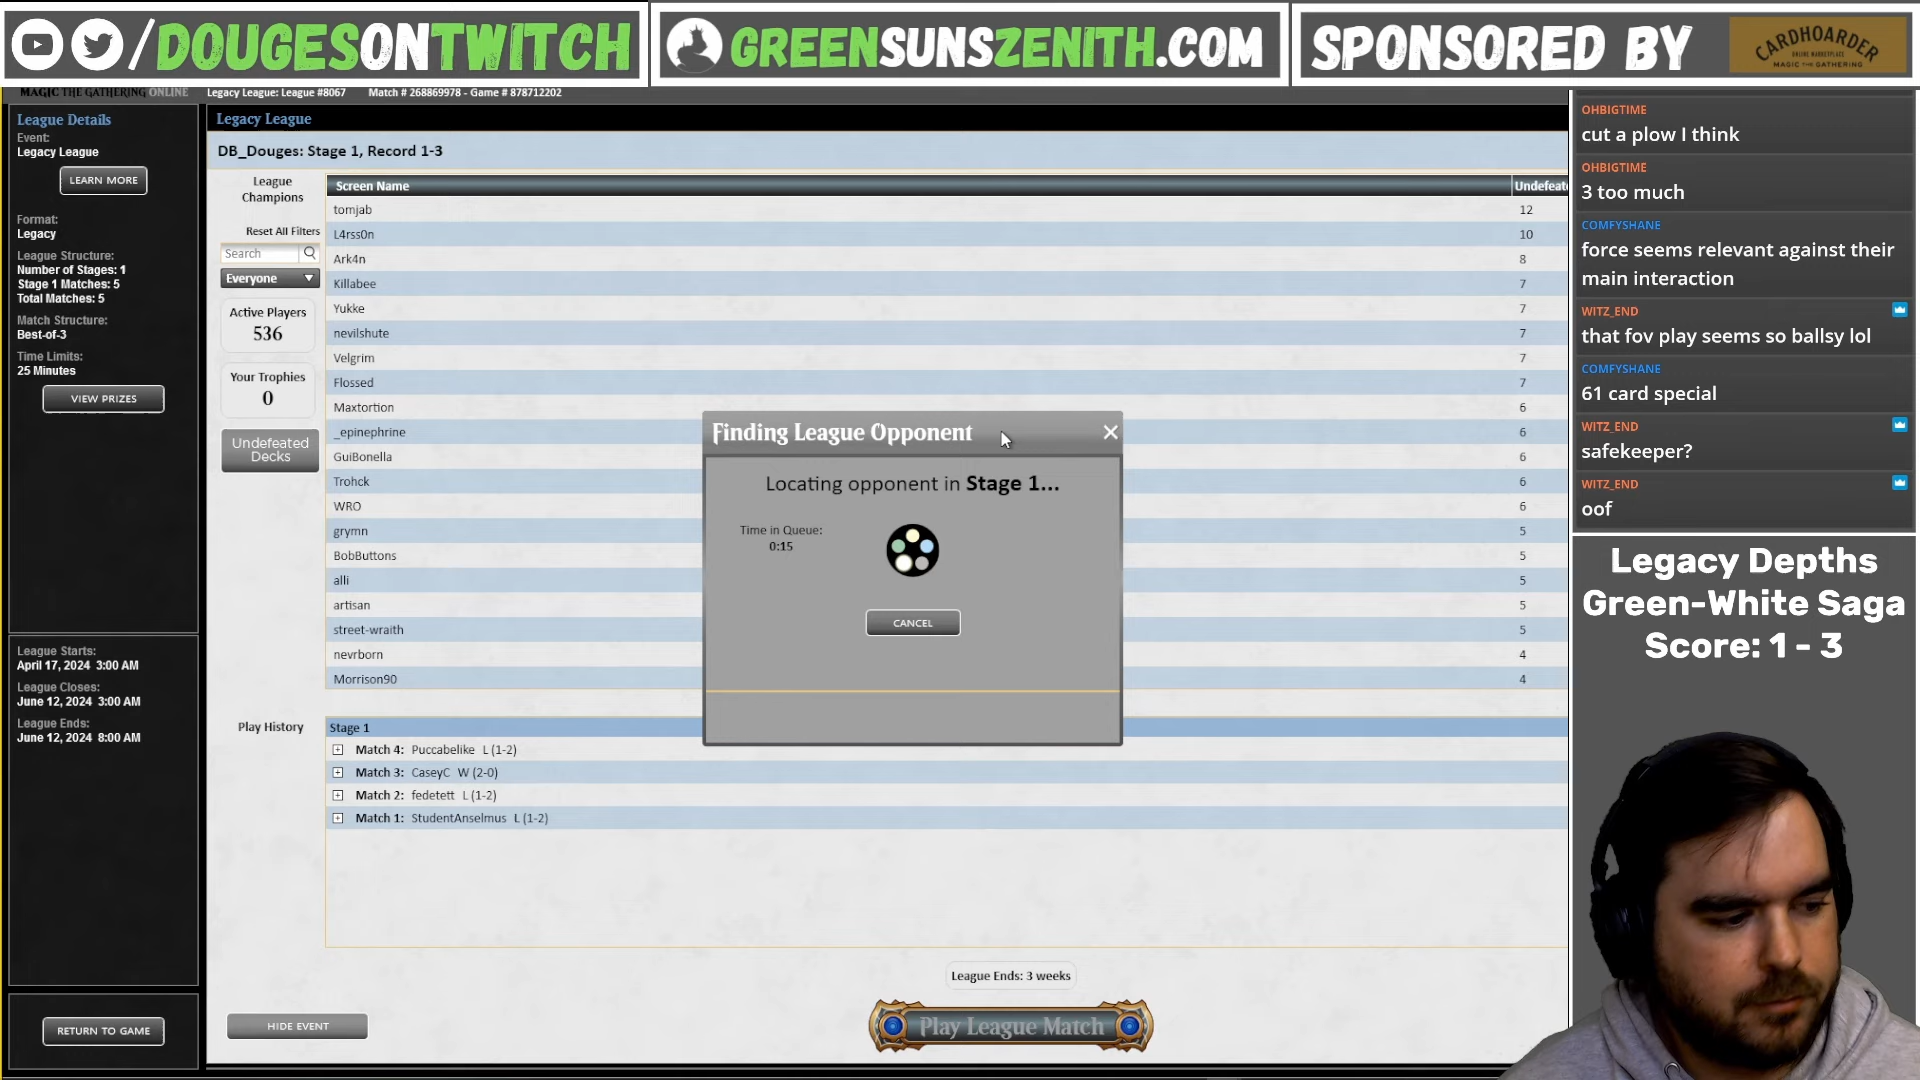 /DOUGESONTWITCH
GREENSUNSZENITH.COM
SPONSORED BY
CARDHOARDER
ONLINE MARKETPLACE
MAGIC THE GATHERING
MAGIC THE GATHERING ONLINE
Legacy League: League #8067
Match # 268869978 - Game # 878712202
League Details
Event:
Legacy League
LEARN MORE
Format:
Legacy
League Structure:
Number of Stages: 1
Stage 1 Matches: 5
Total Matches: 5
Match Structure:
Best-of-3
Time Limits:
25 Minutes
VIEW PRIZES
League Starts:
April 17, 2024 3:00 AM
League Closes:
June 12, 2024 3:00 AM
League Ends:
June 12, 2024 8:00 AM
RETURN TO GAME
Legacy League
DB_Douges: Stage 1, Record 1-3
League
Champions
Reset All Filters
Search
Everyone
Active Players
536
Your Trophies
0
Undefeated
Decks
Screen Name
Undefeat
tomjab 12
L4rss0n 10
Ark4n 8
Killabee 7
Yukke 7
nevilshute 7
Velgrim 7
Flossed 7
Maxtortion 6
_epinephrine 6
GuiBonella 6
Trohck 6
WRO 6
grymn 5
BobButtons 5
alli 5
artisan 5
street-wraith 5
nevrborn 4
Morrison90 4
Finding League Opponent
Locating opponent in Stage 1...
Time in Queue:
0:15
CANCEL
Play History
Stage 1
Match 4: Puccabelike L (1-2)
Match 3: CaseyC W (2-0)
Match 2: fedetett L (1-2)
Match 1: StudentAnselmus L (1-2)
League Ends: 3 weeks
HIDE EVENT
Play League Match
OHBIGTIME
cut a plow I think
OHBIGTIME
3 too much
COMFYSHANE
force seems relevant against their
main interaction
WITZ_END
that fov play seems so ballsy lol
COMFYSHANE
61 card special
WITZ_END
safekeeper?
WITZ_END
oof
Legacy Depths
Green-White Saga
Score: 1 - 3